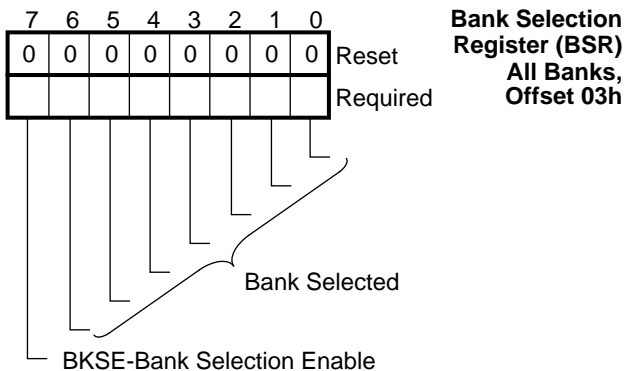 7 6 5 4 3 2 1 0
0 0 0 0 0 0 0 0 Reset
Required
Bank Selection
Register (BSR)
All Banks,
Offset 03h
Bank Selected
BKSE-Bank Selection Enable